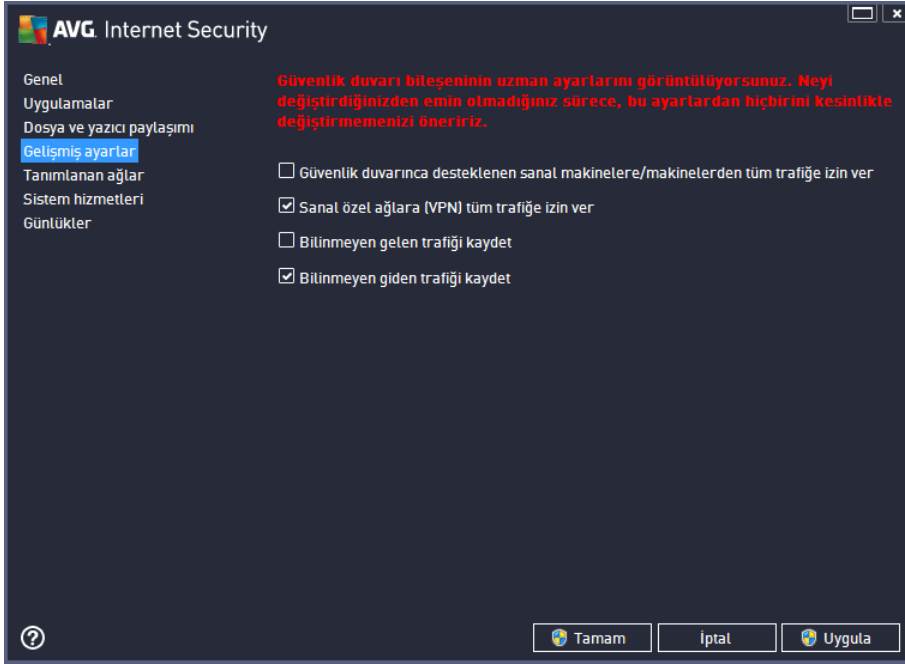 AVG. Internet Security
Genel
Uygulamalar
Dosya ve yazıcı paylaşımı
Gelişmiş ayarlar
Tanımlanan ağlar
Sistem hizmetleri
Günlükler
Güvenlik duvarı bileşeninin uzman ayarlarını görüntülüyorsunuz. Neyi
değiştirdiğinizden emin olmadığınız sürece, bu ayarlardan hiçbirini kesinlikle
değiştirmemenizi öneririz.
Güvenlik duvarınca desteklenen sanal makinelere/makinelerden tüm trafiğe izin ver
Sanal özel ağlara (VPN) tüm trafiğe izin ver
Bilinmeyen gelen trafiği kaydet
Bilinmeyen giden trafiği kaydet
Tamam
İptal
Uygula